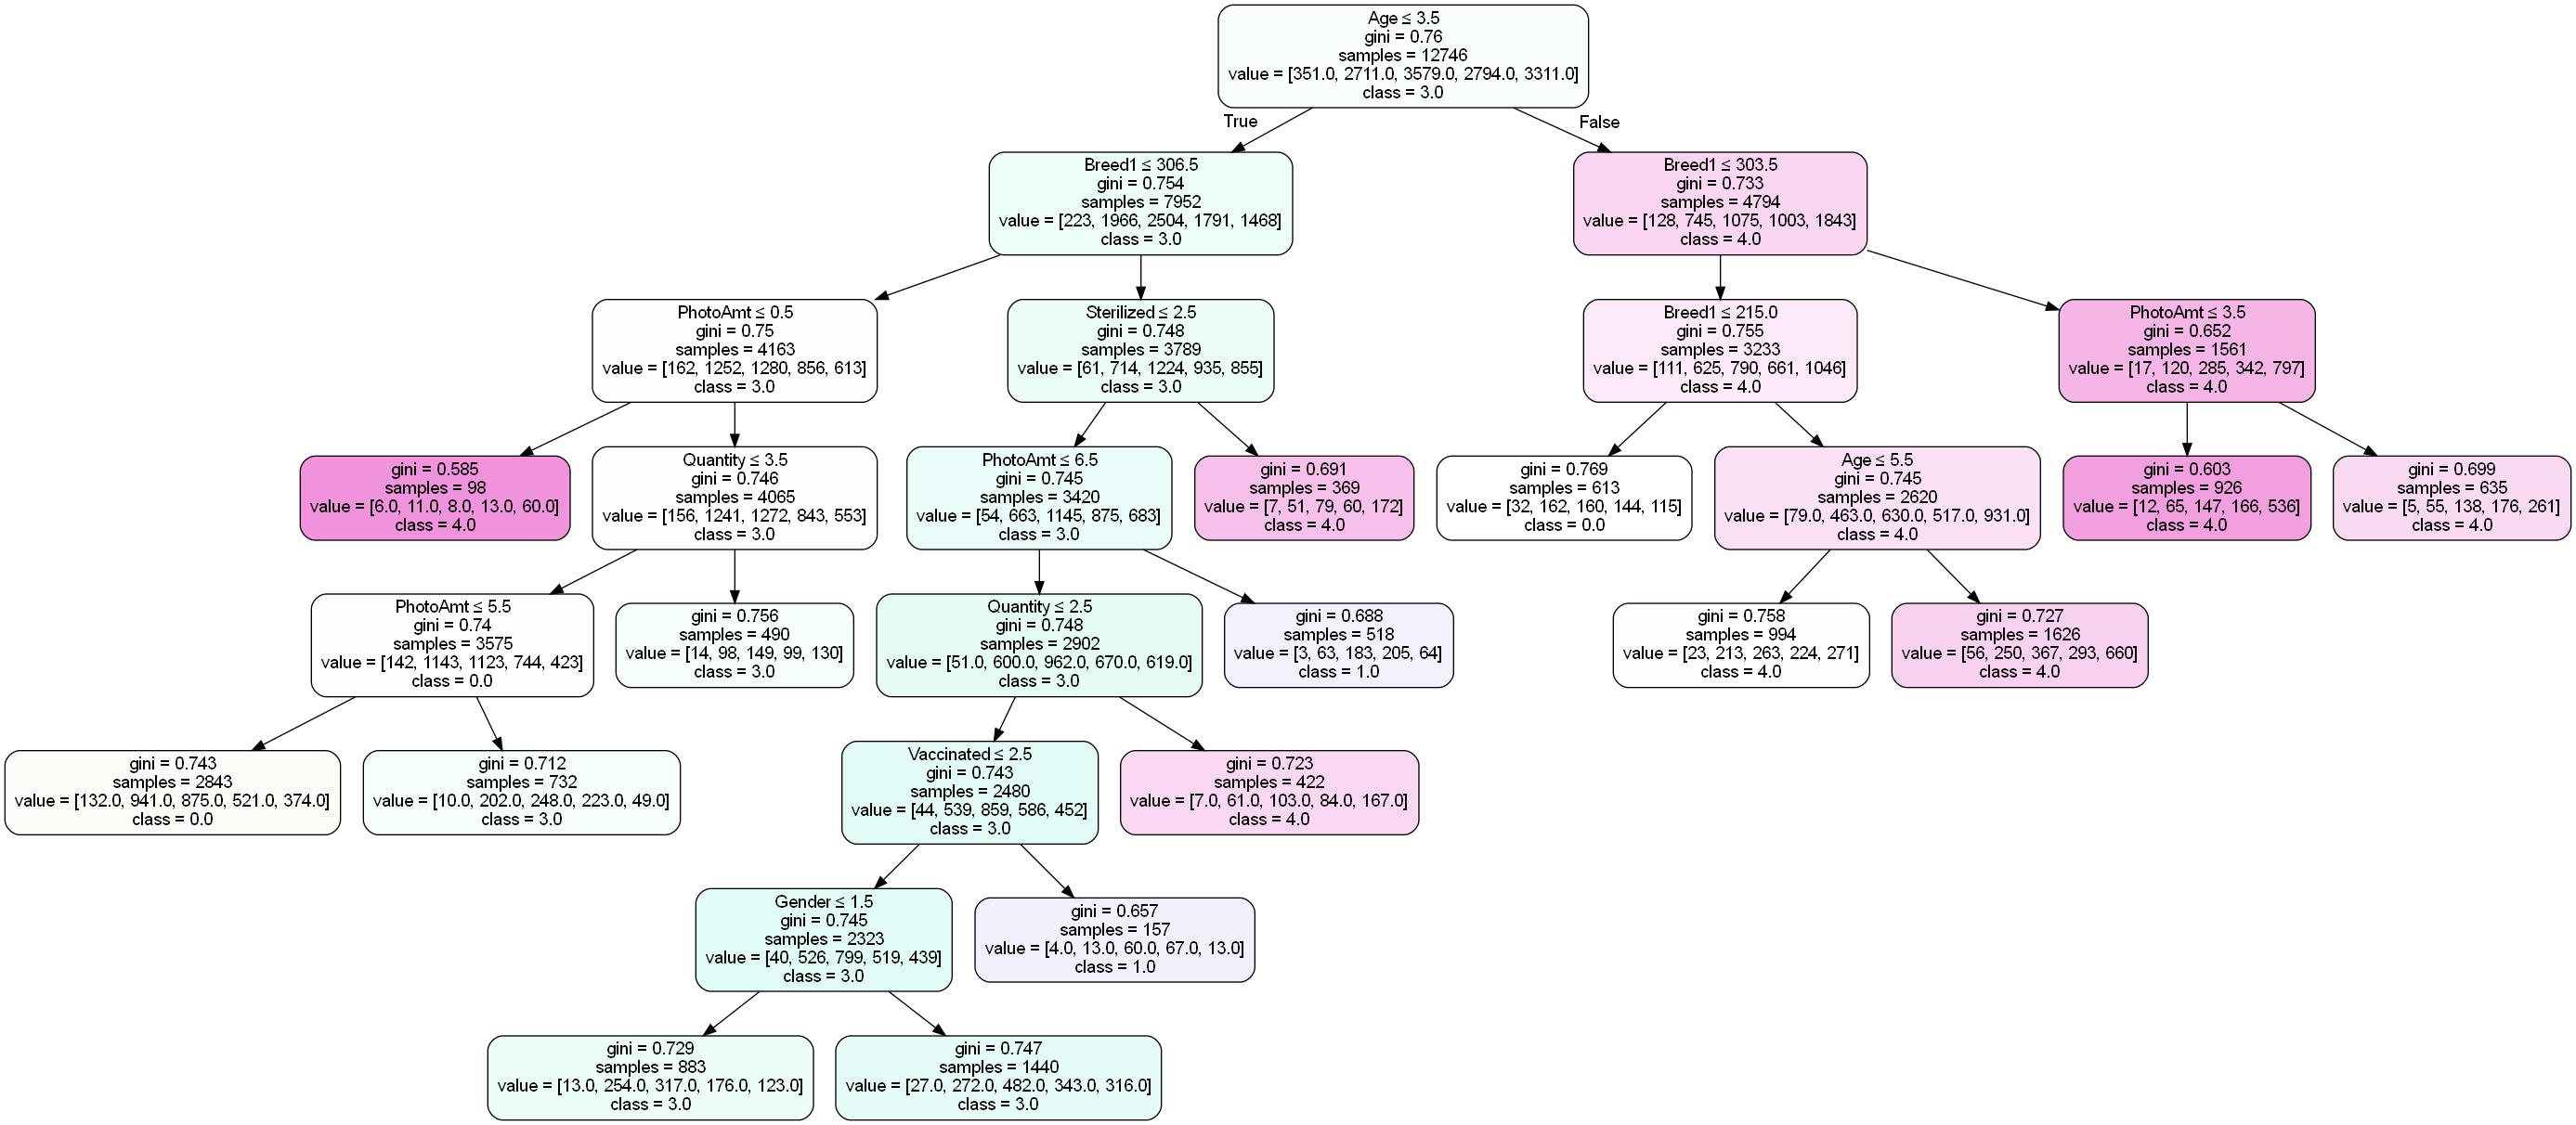 Age ≤ 3.5
gini = 0.76
samples = 12746
value = [351.0, 2711.0, 3579.0, 2794.0, 3311.0]
class = 3.0
True
False
Breed1 ≤ 306.5
gini = 0.754
samples = 7952
value = [223, 1966, 2504, 1791, 1468]
class = 3.0
Breed1 ≤ 303.5
gini = 0.733
samples = 4794
value = [128, 745, 1075, 1003, 1843]
class = 4.0
PhotoAmt ≤ 0.5
gini = 0.75
samples = 4163
value = [162, 1252, 1280, 856, 613]
class = 3.0
Sterilized ≤ 2.5
gini = 0.748
samples = 3789
value = [61, 714, 1224, 935, 855]
class = 3.0
Breed1 ≤ 215.0
gini = 0.755
samples = 3233
value = [111, 625, 790, 661, 1046]
class = 4.0
PhotoAmt ≤ 3.5
gini = 0.652
samples = 1561
value = [17, 120, 285, 342, 797]
class = 4.0
gini = 0.585
samples = 98
value = [6.0, 11.0, 8.0, 13.0, 60.0]
class = 4.0
Quantity ≤ 3.5
gini = 0.746
samples = 4065
value = [156, 1241, 1272, 843, 553]
class = 3.0
PhotoAmt ≤ 6.5
gini = 0.745
samples = 3420
value = [54, 663, 1145, 875, 683]
class = 3.0
gini = 0.691
samples = 369
value = [7, 51, 79, 60, 172]
class = 4.0
gini = 0.769
samples = 613
value = [32, 162, 160, 144, 115]
class = 0.0
Age ≤ 5.5
gini = 0.745
samples = 2620
value = [79.0, 463.0, 630.0, 517.0, 931.0]
class = 4.0
gini = 0.603
samples = 926
value = [12, 65, 147, 166, 536]
class = 4.0
gini = 0.699
samples = 635
value = [5, 55, 138, 176, 261]
class = 4.0
PhotoAmt ≤ 5.5
gini = 0.74
samples = 3575
value = [142, 1143, 1123, 744, 423]
class = 0.0
gini = 0.756
samples = 490
value = [14, 98, 149, 99, 130]
class = 3.0
Quantity ≤ 2.5
gini = 0.748
samples = 2902
value = [51.0, 600.0, 962.0, 670.0, 619.0]
class = 3.0
gini = 0.688
samples = 518
value = [3, 63, 183, 205, 64]
class = 1.0
gini = 0.758
samples = 994
value = [23, 213, 263, 224, 271]
class = 4.0
gini = 0.727
samples = 1626
value = [56, 250, 367, 293, 660]
class = 4.0
gini = 0.743
samples = 2843
value = [132.0, 941.0, 875.0, 521.0, 374.0]
class = 0.0
gini = 0.712
samples = 732
value = [10.0, 202.0, 248.0, 223.0, 49.0]
class = 3.0
Vaccinated ≤ 2.5
gini = 0.743
samples = 2480
value = [44, 539, 859, 586, 452]
class = 3.0
gini = 0.723
samples = 422
value = [7.0, 61.0, 103.0, 84.0, 167.0]
class = 4.0
Gender ≤ 1.5
gini = 0.745
samples = 2323
value = [40, 526, 799, 519, 439]
class = 3.0
gini = 0.657
samples = 157
value = [4.0, 13.0, 60.0, 67.0, 13.0]
class = 1.0
gini = 0.729
samples = 883
value = [13.0, 254.0, 317.0, 176.0, 123.0]
class = 3.0
gini = 0.747
samples = 1440
value = [27.0, 272.0, 482.0, 343.0, 316.0]
class = 3.0